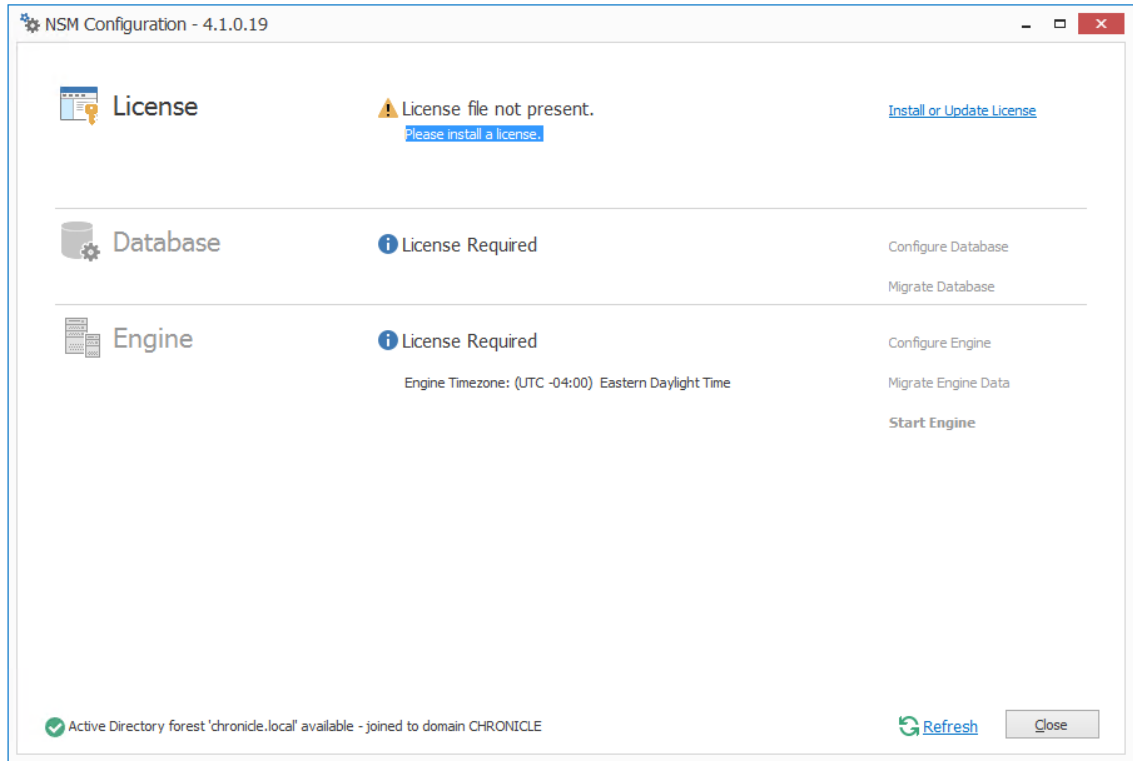 NSM Configuration - 4.1.0.19
License
License file not present.
Install or Update License
Please install a license.
Database
License Required
Configure Database
Migrate Database
Engine
License Required
Configure Engine
Engine Timezone: (UTC -04:00) Eastern Daylight Time
Migrate Engine Data
Start Engine
Active Directory forest 'chronicle.local' available - joined to domain CHRONICLE
Refresh
Close